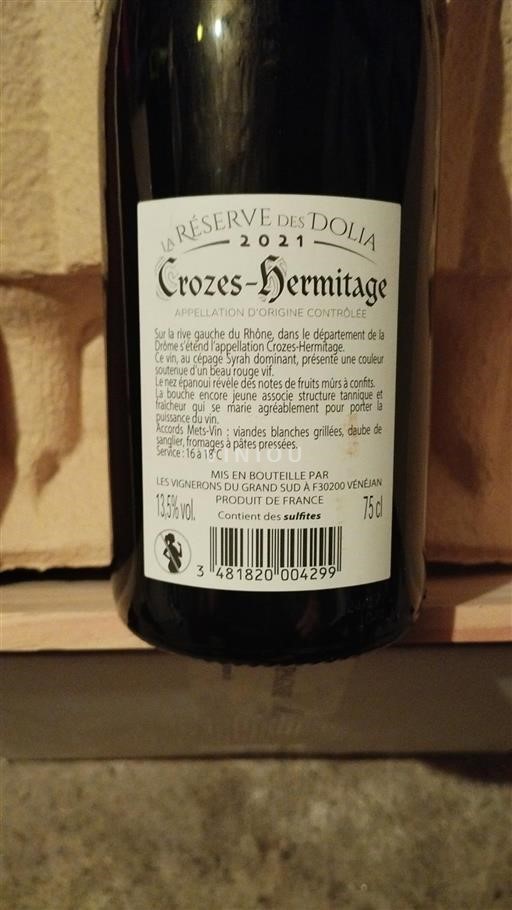 LA RÉSERVE DES DOLIA
2021
Crozes-Hermitage
APPELLATION D'ORIGINE CONTRÔLÉE
Sur la rive gauche du Rhône, dans le département de la
Drôme s'étend l'appellation Crozes-Hermitage.
Ce vin, au cépage Syrah dominant, présente une couleur
soutenue d'un beau rouge vif.
Le nez épanoui révèle des notes de fruits mûrs à confits.
La bouche encore jeune associe structure tannique et
fraîcheur qui se marie agréablement pour porter la
puissance du vin.
Accords Mets-Vin : viandes blanches grillées, daube de
sanglier, fromages à pâtes pressées.
Service : 16 à 18°C
MIS EN BOUTEILLE PAR
LES VIGNERONS DU GRAND SUD À F30200 VÉNÉJAN
PRODUIT DE FRANCE
13,5% vol.
75 cl
Contient des sulfites
3 481820 004299